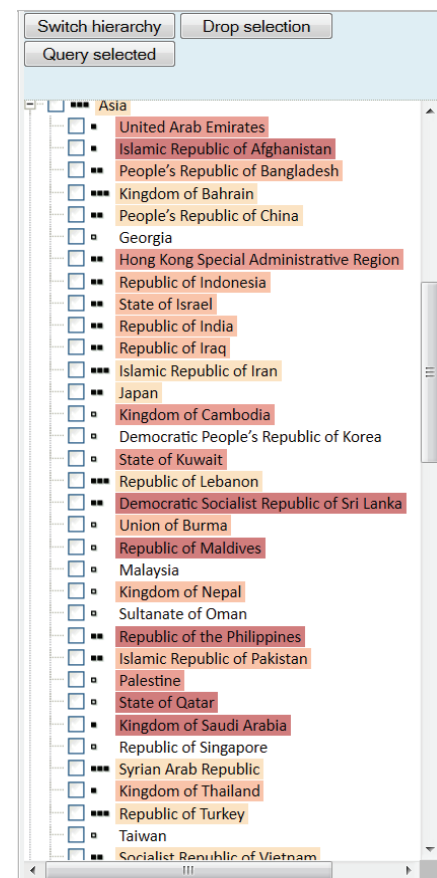 Switch hierarchy
Drop selection
Query selected
Asia
United Arab Emirates
Islamic Republic of Afghanistan
People's Republic of Bangladesh
Kingdom of Bahrain
People's Republic of China
Georgia
Hong Kong Special Administrative Region
Republic of Indonesia
State of Israel
Republic of India
Republic of Iraq
Islamic Republic of Iran
Japan
Kingdom of Cambodia
Democratic People's Republic of Korea
State of Kuwait
Republic of Lebanon
Democratic Socialist Republic of Sri Lanka
Union of Burma
Republic of Maldives
Malaysia
Kingdom of Nepal
Sultanate of Oman
Republic of the Philippines
Islamic Republic of Pakistan
Palestine
State of Qatar
Kingdom of Saudi Arabia
Republic of Singapore
Syrian Arab Republic
Kingdom of Thailand
Republic of Turkey
Taiwan
Socialist Republic of Vietnam